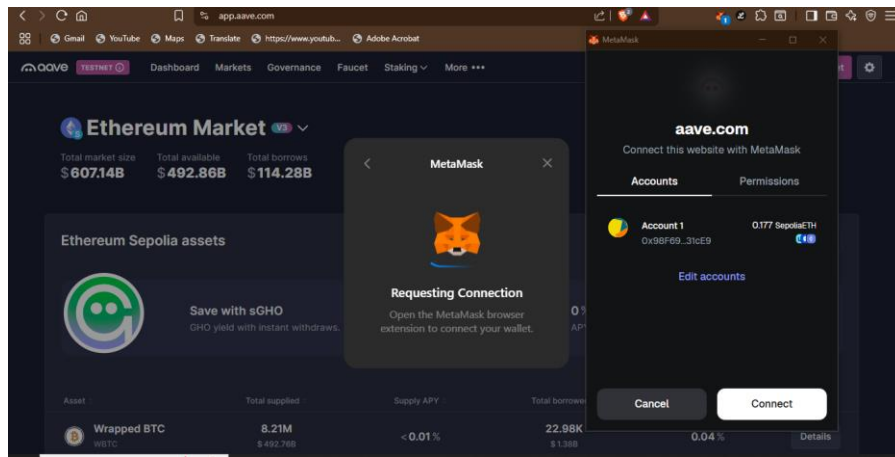 app.aave.com
Gmail YouTube Maps Translate https://www.youtub... Adobe Acrobat
MetaMask
aave TESTNET Dashboard Markets Governance Faucet Staking More
Ethereum Market V3
Total market size Total available Total borrows
$607.14B $492.86B $114.28B
MetaMask
Requesting Connection
Open the MetaMask browser
extension to connect your wallet.
aave.com
Connect this website with MetaMask
Accounts Permissions
Account 1 0.177 SepoliaETH
0x98F69...31cE9
Edit accounts
Cancel Connect
Ethereum Sepolia assets
Save with sGHO
GHO yield with instant withdraws.
Asset Total supplied Supply APY Total borrowed
Wrapped BTC 8.21M <0.01% 22.98K 0.04% Details
WBTC $492.76B $1.38B